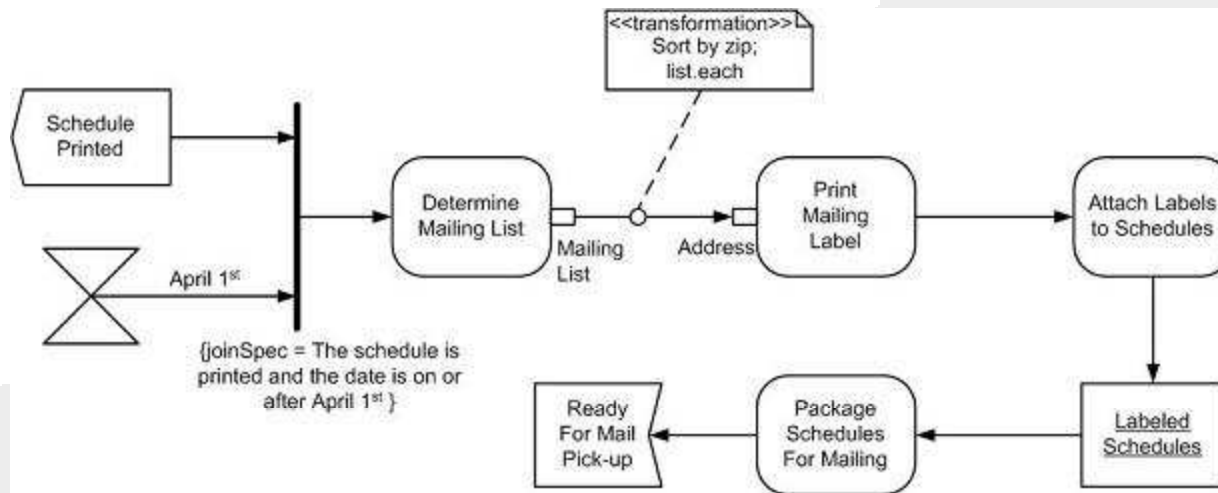 <<transformation>>
Sort by zip;
list.each
Schedule
Printed
April 1st
{joinSpec = The schedule is
printed and the date is on or
after April 1st }
Determine
Mailing List
Mailing
List
Address
Print
Mailing
Label
Attach Labels
to Schedules
Labeled
Schedules
Package
Schedules
For Mailing
Ready
For Mail
Pick-up